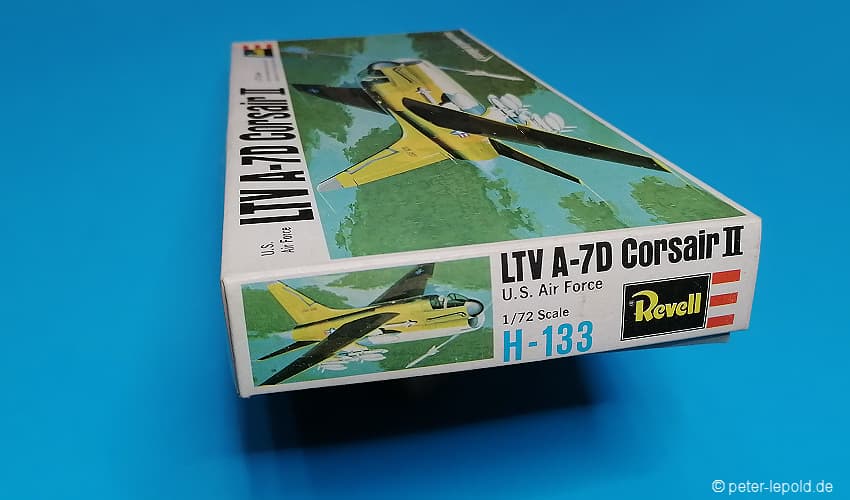 LTV A-7D Corsair II
U.S.
Air Force
LTV A-7D Corsair II
U.S. Air Force
1/72 Scale
H-133
Revell
© peter-lepold.de